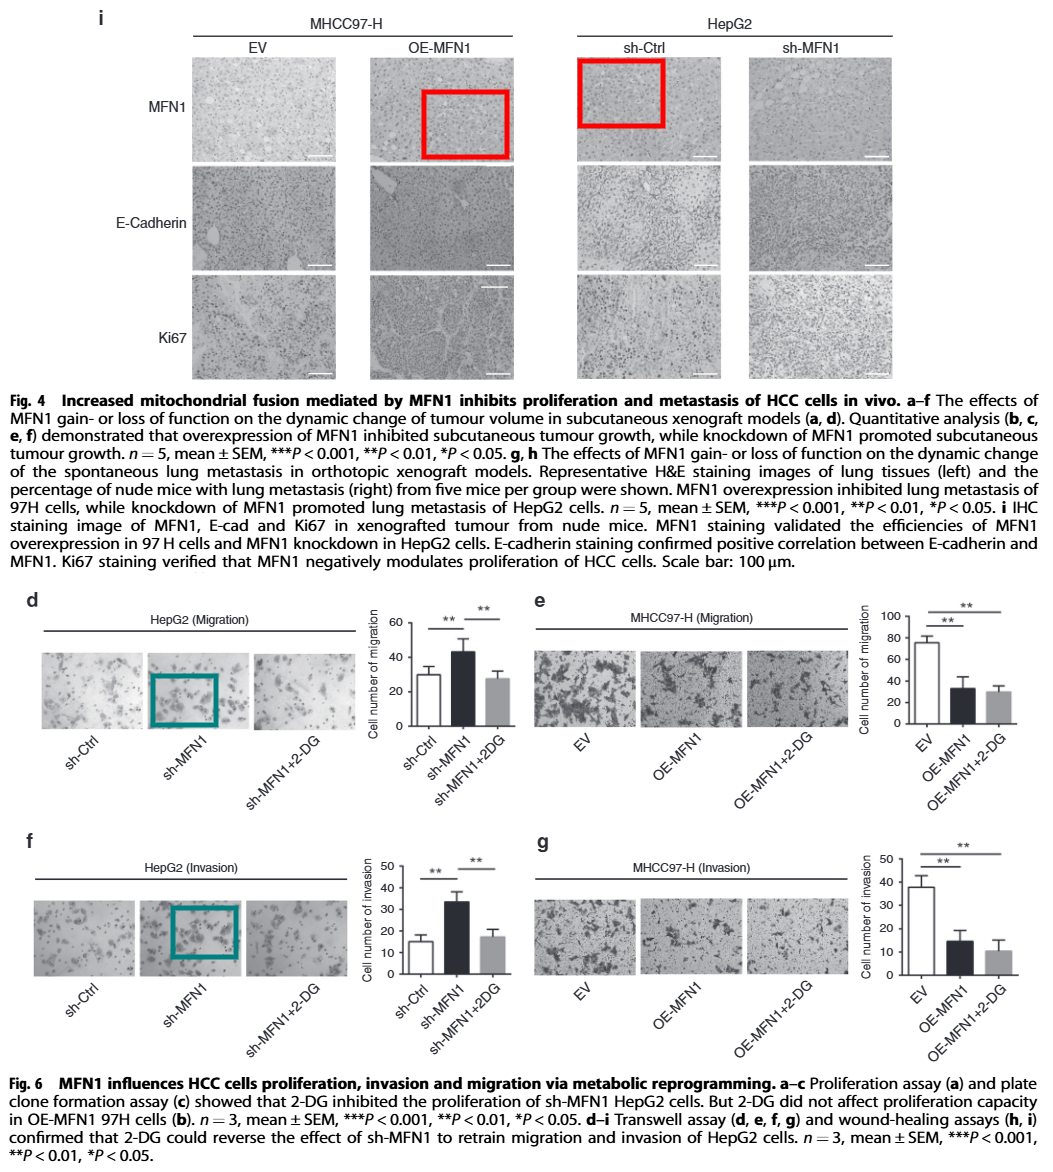 i
MHCC97-H HepG2
EV OE-MFN1 sh-Ctrl sh-MFN1
MFN1
E-Cadherin
Ki67
Fig. 4 Increased mitochondrial fusion mediated by MFN1 inhibits proliferation and metastasis of HCC cells in vivo. a–f The effects of
MFN1 gain- or loss of function on the dynamic change of tumour volume in subcutaneous xenograft models (a, d). Quantitative analysis (b, c,
e, f) demonstrated that overexpression of MFN1 inhibited subcutaneous tumour growth, while knockdown of MFN1 promoted subcutaneous
tumour growth. n = 5, mean ± SEM, ***P < 0.001, **P < 0.01, *P < 0.05. g, h The effects of MFN1 gain- or loss of function on the dynamic change
of the spontaneous lung metastasis in orthotopic xenograft models. Representative H&E staining images of lung tissues (left) and the
percentage of nude mice with lung metastasis (right) from five mice per group were shown. MFN1 overexpression inhibited lung metastasis of
97H cells, while knockdown of MFN1 promoted lung metastasis of HepG2 cells. n = 5, mean ± SEM, ***P < 0.001, **P < 0.01, *P < 0.05. i IHC
staining image of MFN1, E-cad and Ki67 in xenografted tumour from nude mice. MFN1 staining validated the efficiencies of MFN1
overexpression in 97 H cells and MFN1 knockdown in HepG2 cells. E-cadherin staining confirmed positive correlation between E-cadherin and
MFN1. Ki67 staining verified that MFN1 negatively modulates proliferation of HCC cells. Scale bar: 100 μm.
d
HepG2 (Migration)
sh-Ctrl
sh-MFN1
sh-MFN1+2-DG
Cell number of migration
60
40
20
0
** **
sh-Ctrl
sh-MFN1
sh-MFN1+2DG
e
MHCC97-H (Migration)
EV
OE-MFN1
OE-MFN1+2-DG
Cell number of migration
100
80
60
40
20
0
**
**
EV
OE-MFN1
OE-MFN1+2-DG
f
HepG2 (Invasion)
sh-Ctrl
sh-MFN1
sh-MFN1+2-DG
Cell number of invasion
50
40
30
20
10
0
** **
sh-Ctrl
sh-MFN1
sh-MFN1+2DG
g
MHCC97-H (Invasion)
EV
OE-MFN1
OE-MFN1+2-DG
Cell number of invasion
50
40
30
20
10
0
**
**
EV
OE-MFN1
OE-MFN1+2-DG
Fig. 6 MFN1 influences HCC cells proliferation, invasion and migration via metabolic reprogramming. a–c Proliferation assay (a) and plate
clone formation assay (c) showed that 2-DG inhibited the proliferation of sh-MFN1 HepG2 cells. But 2-DG did not affect proliferation capacity
in OE-MFN1 97H cells (b). n = 3, mean ± SEM, ***P < 0.001, **P < 0.01, *P < 0.05. d–i Transwell assay (d, e, f, g) and wound-healing assays (h, i)
confirmed that 2-DG could reverse the effect of sh-MFN1 to retrain migration and invasion of HepG2 cells. n = 3, mean ± SEM, ***P < 0.001,
**P < 0.01, *P < 0.05.